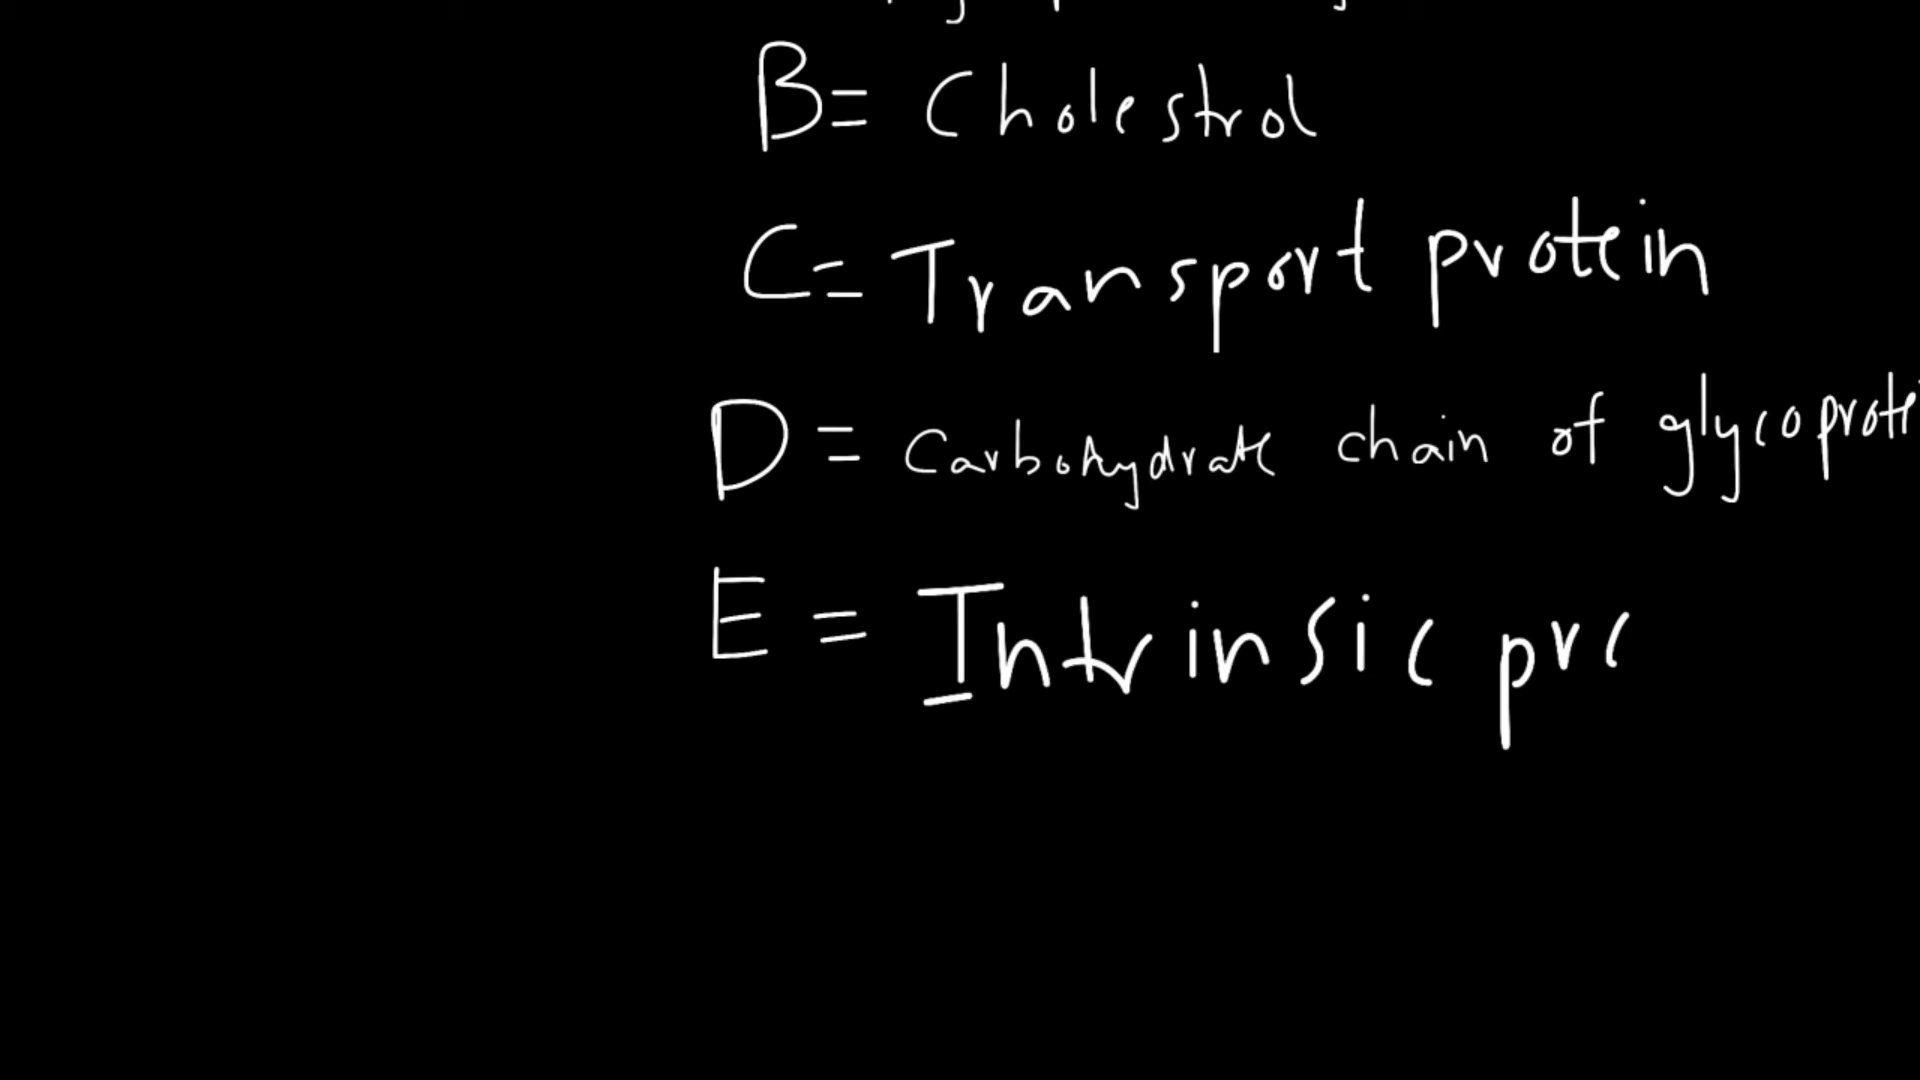 B= Cholestrol
C= Transport protein
D = Carbohydrate chain of glycoprotei
E = Intrinsic pro